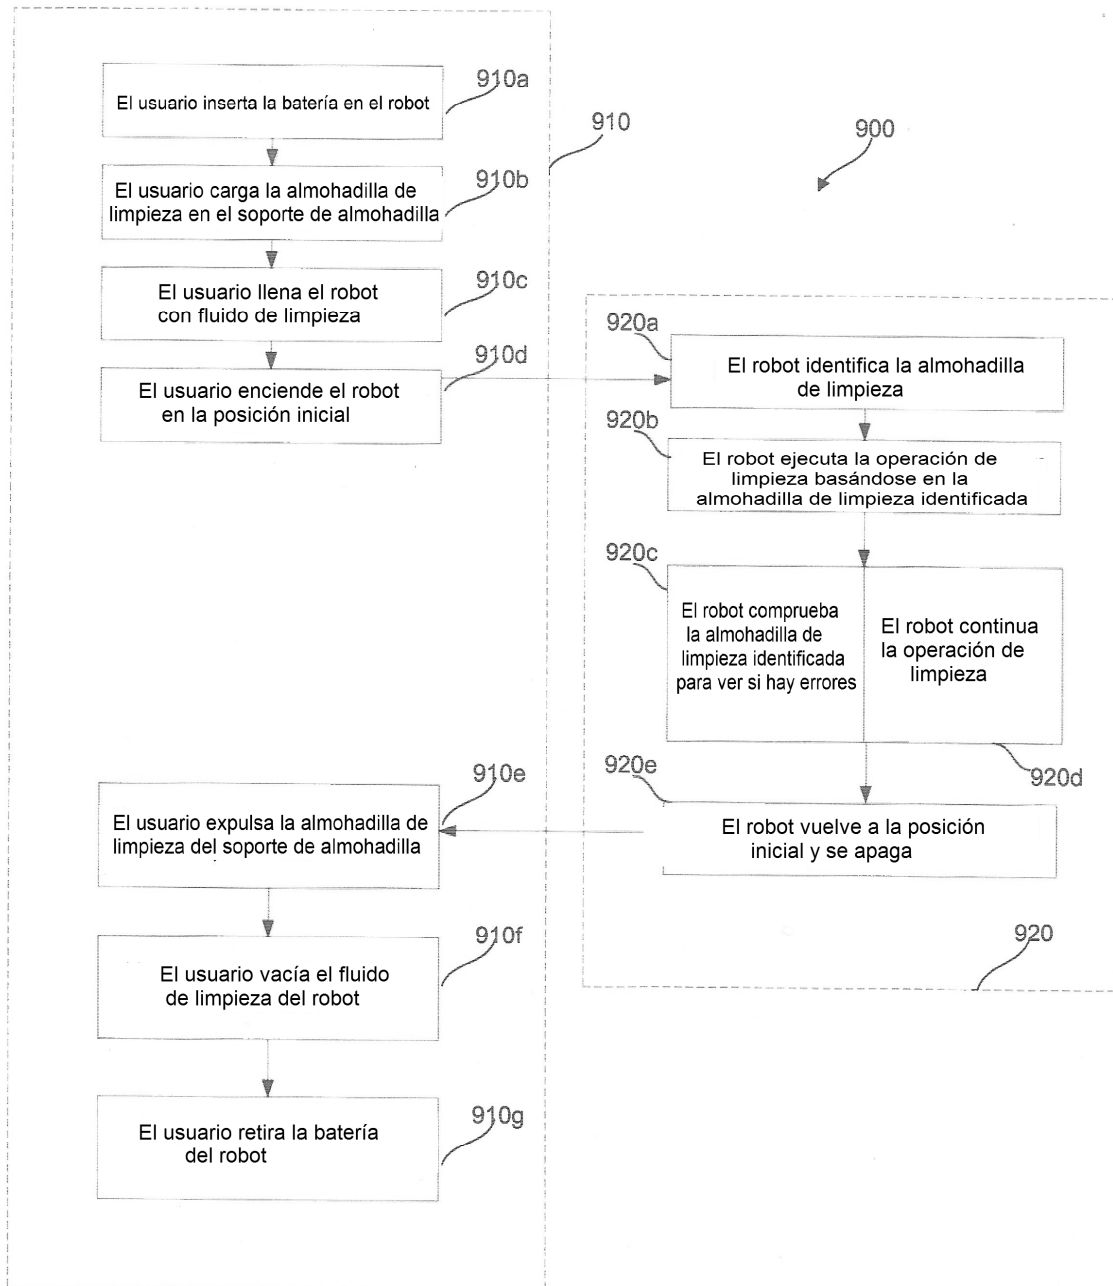 910a
El usuario inserta la batería en el robot
910
900
910b
El usuario carga la almohadilla de
limpieza en el soporte de almohadilla
910c
El usuario llena el robot
con fluido de limpieza
910d
El usuario enciende el robot
en la posición inicial
920a
El robot identifica la almohadilla
de limpieza
920b
El robot ejecuta la operación de
limpieza basándose en la
almohadilla de limpieza identificada
920c
El robot comprueba
la almohadilla de
limpieza identificada
para ver si hay errores
El robot continua
la operación de
limpieza
920d
920e
El robot vuelve a la posición
inicial y se apaga
910e
El usuario expulsa la almohadilla de
limpieza del soporte de almohadilla
920
910f
El usuario vacía el fluido
de limpieza del robot
910g
El usuario retira la batería
del robot